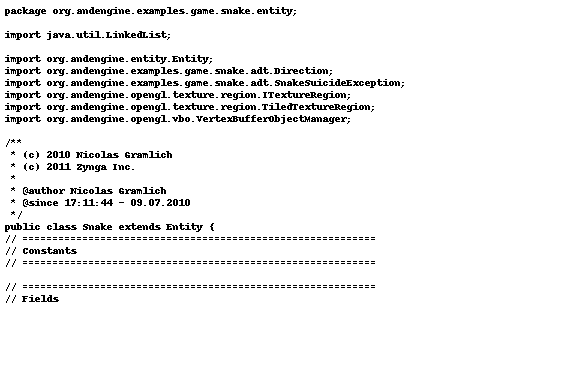 package org.andengine.examples.game.snake.entity;

import java.util.LinkedList;

import org.andengine.entity.Entity;
import org.andengine.examples.game.snake.adt.Direction;
import org.andengine.examples.game.snake.adt.SnakeSuicideException;
import org.andengine.opengl.texture.region.ITextureRegion;
import org.andengine.opengl.texture.region.TiledTextureRegion;
import org.andengine.opengl.vbo.VertexBufferObjectManager;

/**
 * (c) 2010 Nicolas Gramlich
 * (c) 2011 Zynga Inc.
 *
 * @author Nicolas Gramlich
 * @since 17:11:44 - 09.07.2010
 */
public class Snake extends Entity {
// ===========================================================
// Constants
// ===========================================================

// ===========================================================
// Fields